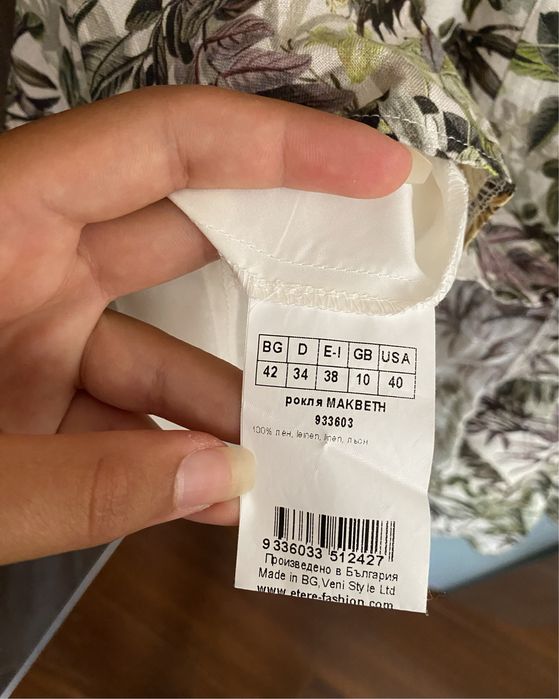 BG D E-I GB USA
42 34 38 10 40
рокля МАКВЕТН
933603
100% лен, leinen, linen, льон
9 336033 512427
Произведено в България
Made in BG,Veni Style Ltd
www.etere-fashion.com